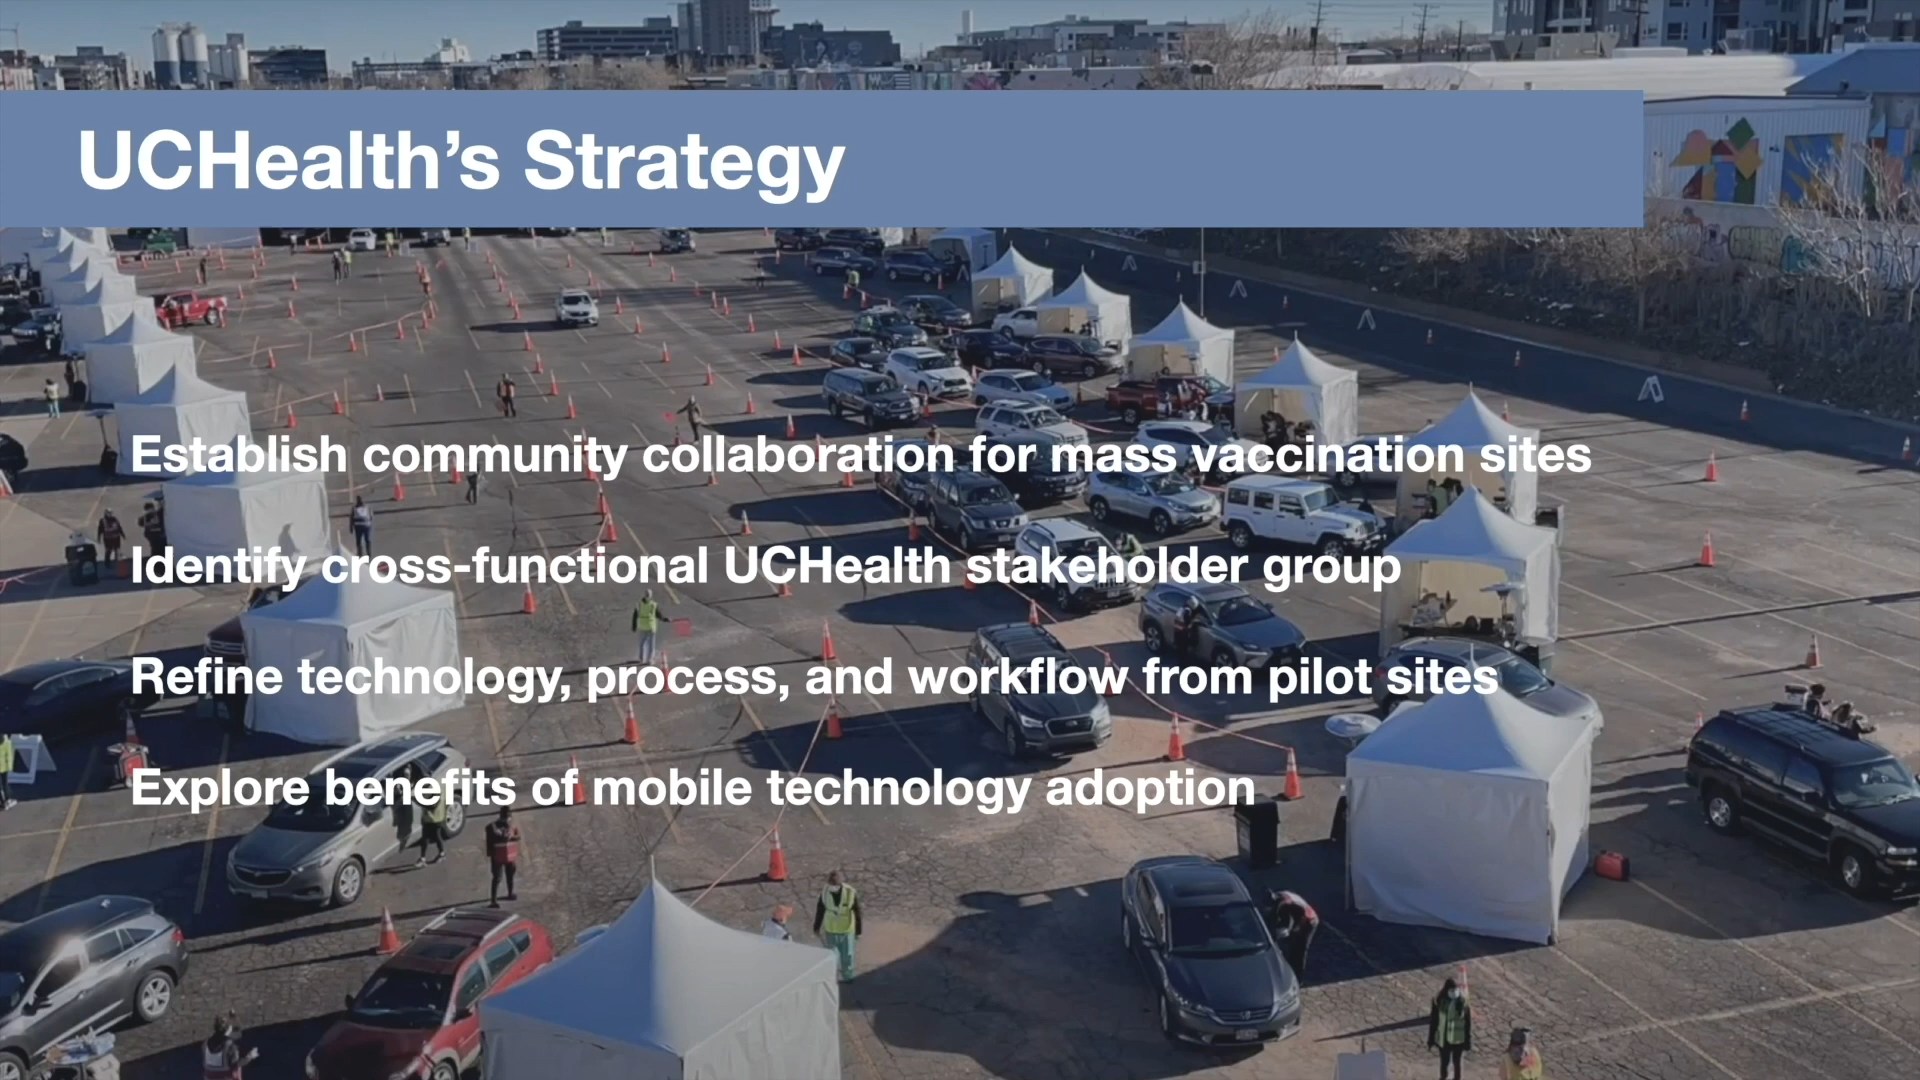 UCHealth’s Strategy
Establish community collaboration for mass vaccination sites
Identify cross-functional UCHealth stakeholder group
Refine technology, process, and workflow from pilot sites
Explore benefits of mobile technology adoption